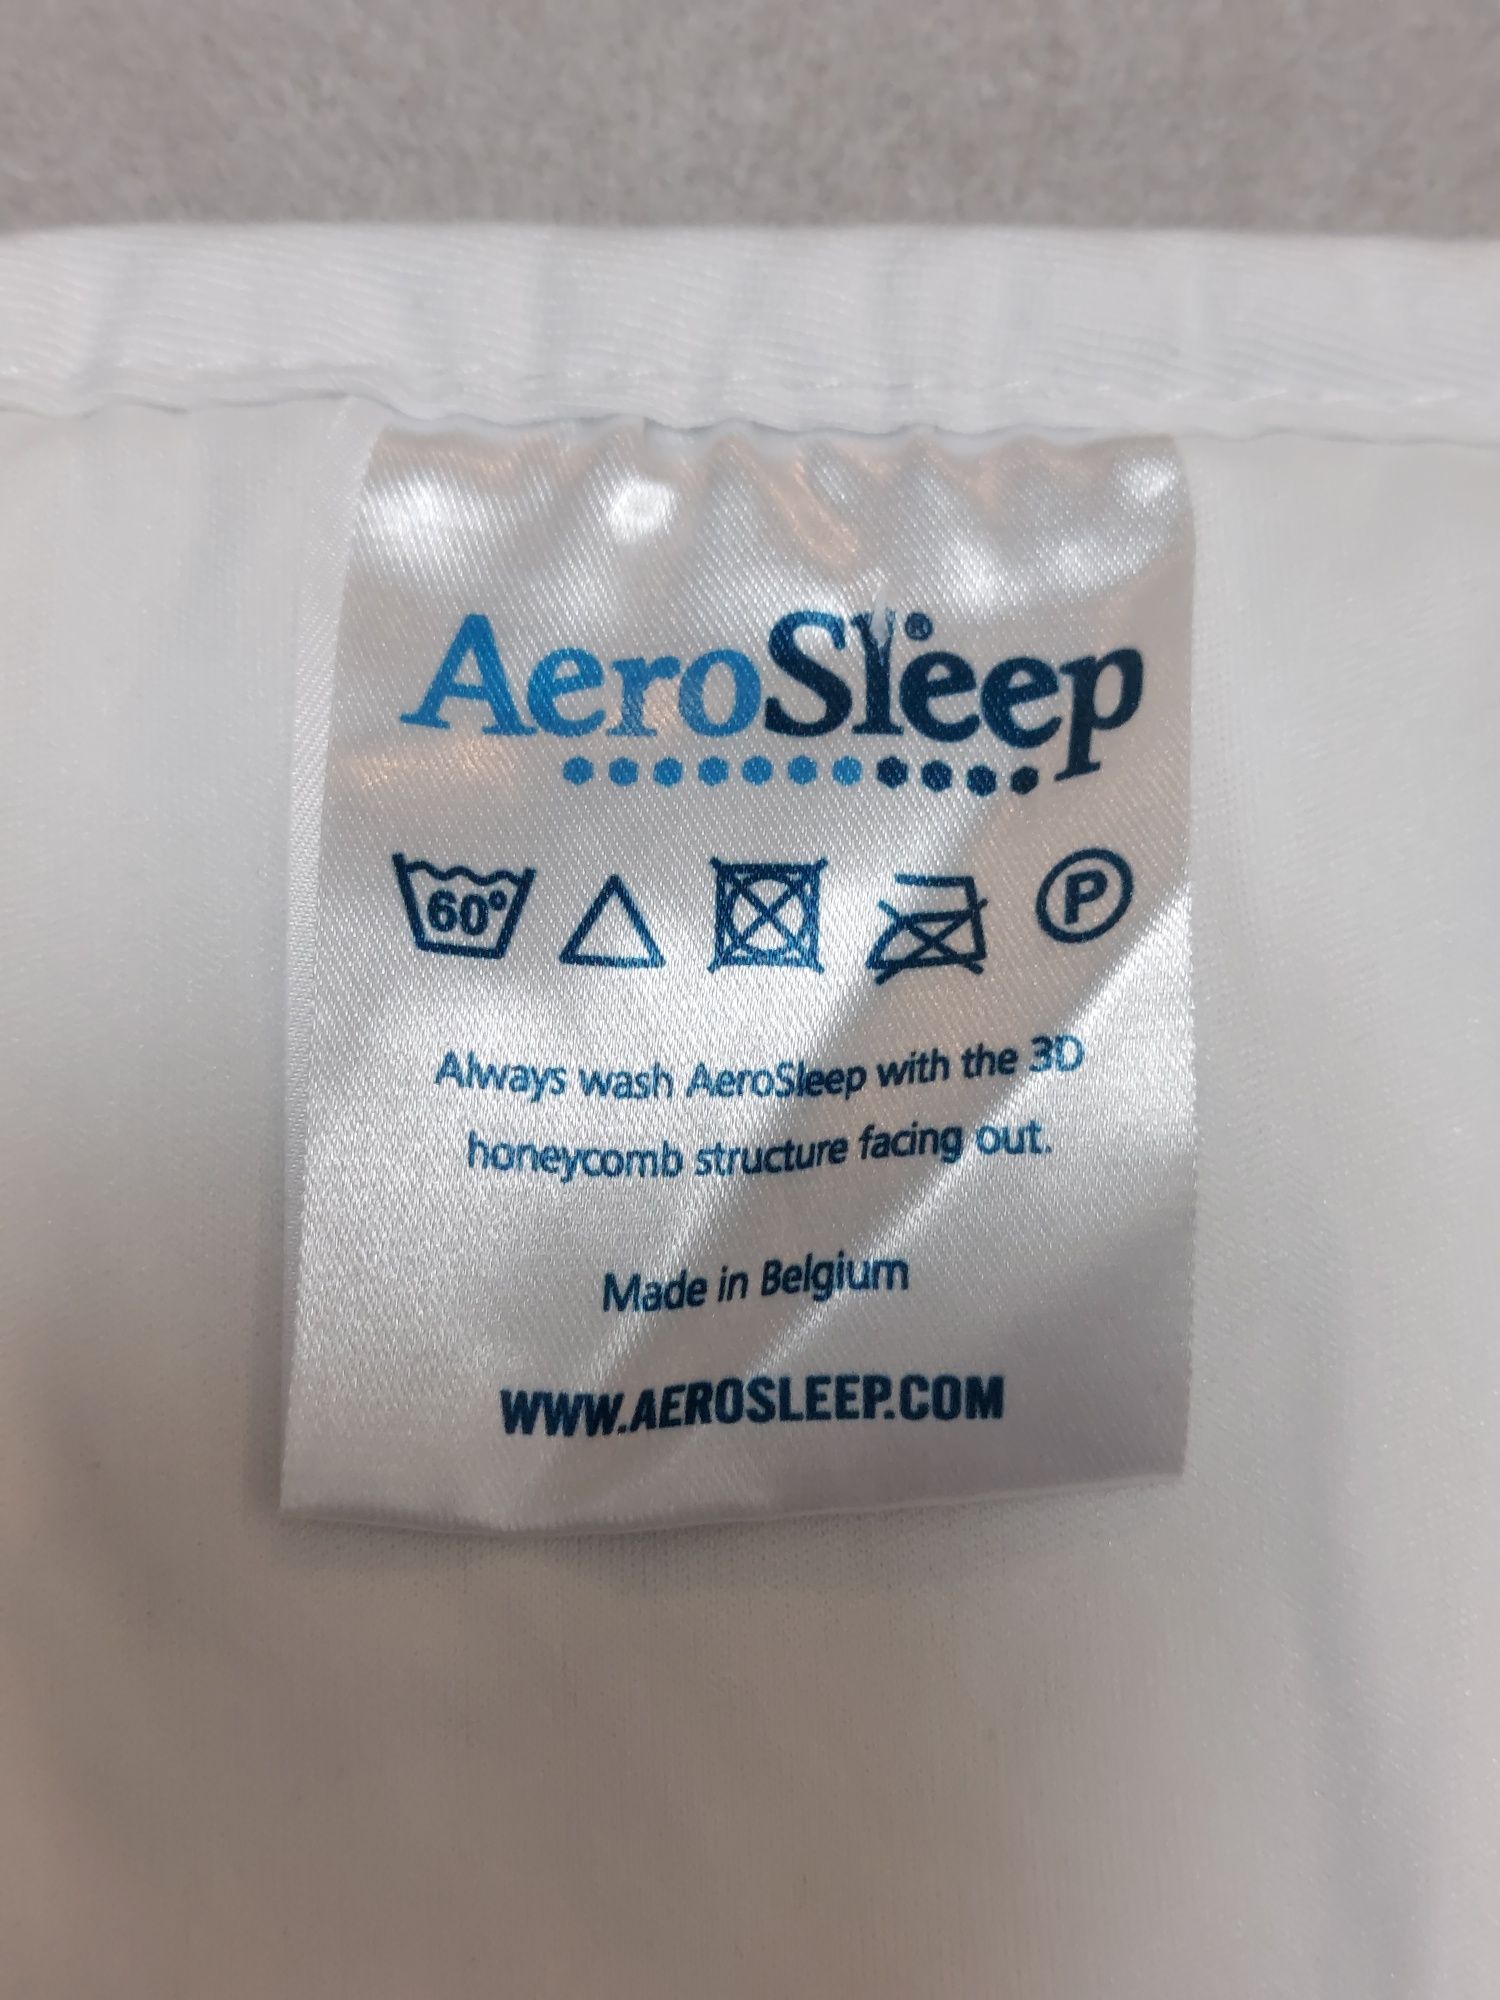 AeroSleep®
60°
P
Always wash AeroSleep with the 3D
honeycomb structure facing out.
Made in Belgium
WWW.AEROSLEEP.COM